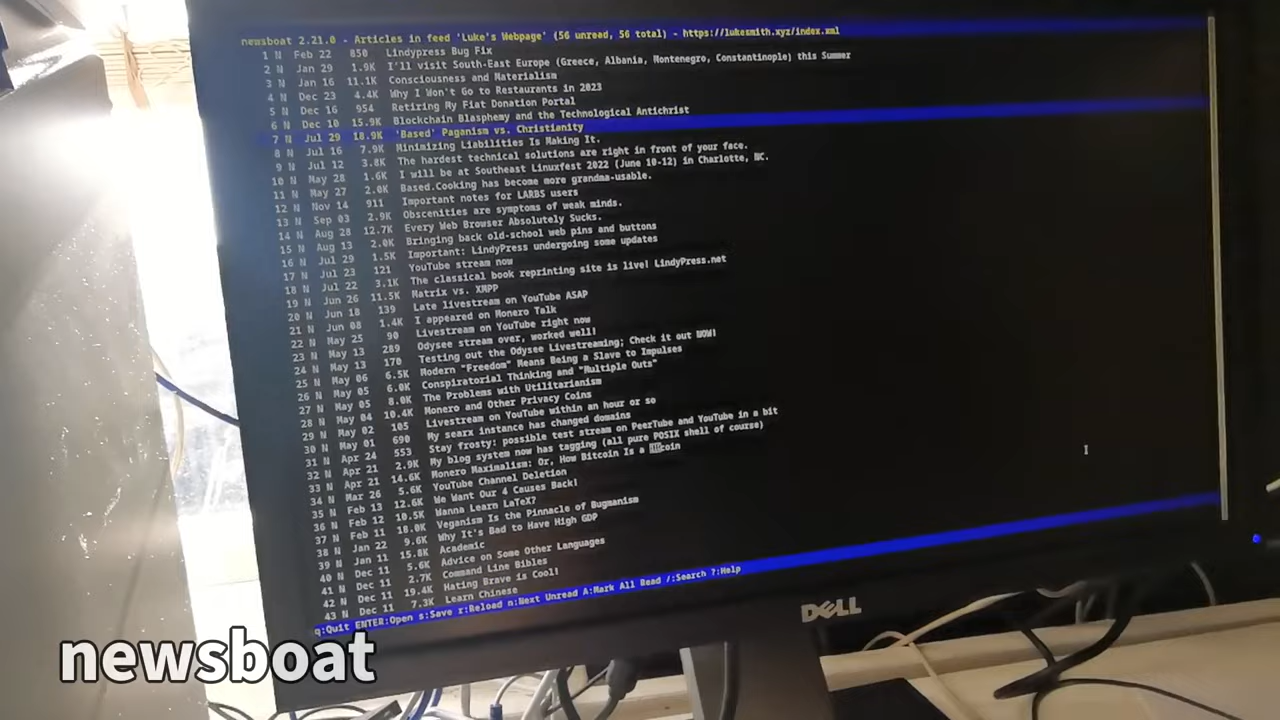 newsboat 2.21.0 - Articles in feed 'Luke's Webpage' (56 unread, 56 total) - https://lukesmith.xyz/index.xml
1 N Feb 22 850 Lindypress Bug Fix
2 N Jan 29 1.9K I'll visit South-East Europe (Greece, Albania, Montenegro, Constantinople) this Summer
3 N Jan 16 11.1K Consciousness and Materialism
4 N Dec 23 4.4K Why I Won't Go to Restaurants in 2023
5 N Dec 16 954 Retiring My Fiat Donation Portal
6 N Dec 10 15.9K Blockchain Blasphemy and the Technological Antichrist
7 N Jul 29 18.9K 'Based' Paganism vs. Christianity
8 N Jul 16 7.9K Minimizing Liabilities Is Making It.
9 N Jul 12 3.8K The hardest technical solutions are right in front of your face.
10 N May 28 1.6K I will be at Southeast Linuxfest 2022 (June 10-12) in Charlotte, NC.
11 N May 27 2.0K Based.Cooking has become more grandma-usable.
12 N Nov 14 911 Important notes for LARBS users
13 N Sep 03 2.9K Obscenities are symptoms of weak minds.
14 N Aug 28 12.7K Every Web Browser Absolutely Sucks.
15 N Aug 13 2.0K Bringing back old-school web pins and buttons
16 N Jul 29 1.5K Important: LindyPress undergoing some updates
17 N Jul 23 121 YouTube stream now
18 N Jul 22 3.1K The classical book reprinting site is live! LindyPress.net
19 N Jun 26 11.5K Matrix vs. XMPP
20 N Jun 18 139 Late livestream on YouTube ASAP
21 N Jun 08 1.4K I appeared on Monero Talk
22 N May 25 90 Livestream on YouTube right now
23 N May 13 289 Odysee stream over, worked well!
24 N May 13 170 Testing out the Odysee Livestreaming; Check it out NOW!
25 N May 06 6.5K Modern "Freedom" Means Being a Slave to Impulses
26 N May 05 6.0K Conspiratorial Thinking and "Multiple Outs"
27 N May 05 8.0K The Problems with Utilitarianism
28 N May 04 10.4K Monero and Other Privacy Coins
29 N May 02 105 Livestream on YouTube within an hour or so
30 N May 01 690 My searx instance has changed domains
31 N Apr 24 553 Stay frosty: possible test stream on PeerTube and YouTube in a bit
32 N Apr 21 2.9K My blog system now has tagging (all pure POSIX shell of course)
33 N Apr 21 14.6K Monero Maximalism: Or, How Bitcoin Is a coin
34 N Mar 26 5.6K YouTube Channel Deletion
35 N Feb 13 12.6K We Want Our 4 Causes Back!
36 N Feb 12 10.5K Wanna Learn LaTeX?
37 N Feb 11 18.0K Veganism Is the Pinnacle of Bugmanism
38 N Jan 22 9.6K Why It's Bad to Have High GDP
39 N Jan 11 15.8K Academic
40 N Dec 11 5.6K Advice on Some Other Languages
41 N Dec 11 2.7K Command Line Bibles
42 N Dec 11 19.4K Hating Brave is Cool!
43 N Dec 11 7.3K Learn Chinese
q:Quit ENTER:Open s:Save r:Reload n:Next Unread A:Mark All Read /:Search ?:Help
DELL
newsboat